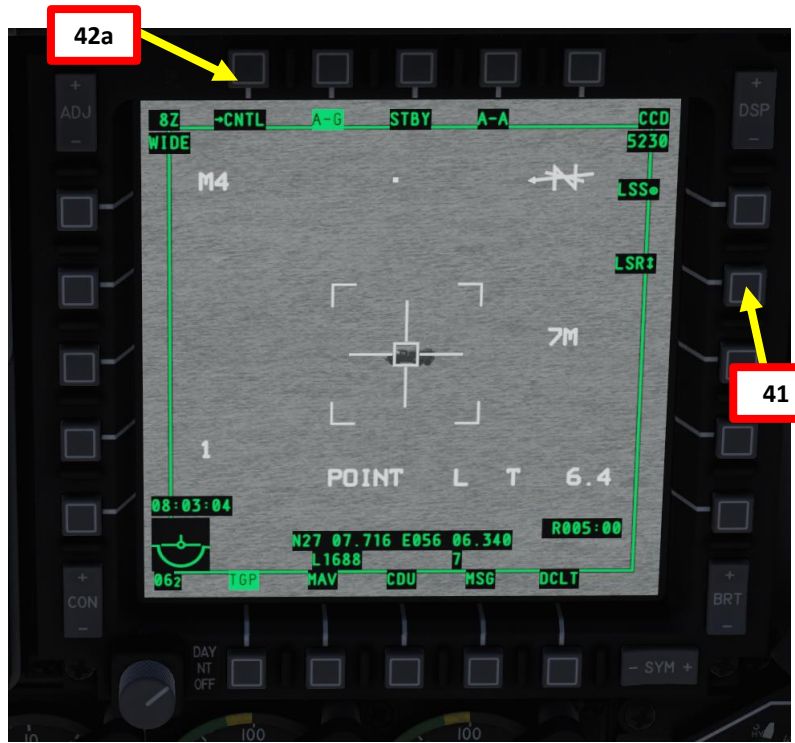 42a
+
ADJ
-
+
DSP
-
8Z →CNTL A-G STBY A-A CCD
WIDE 5230
M4 N LSS●
LSR↕
7M
41
1
POINT L T 6.4
08:03:04
R005:00
N27 07.716 E056 06.340
L1688 7
062 TGP MAV CDU MSG DCLT
+
CON
-
+
BRT
-
DAY
NT
OFF
- SYM +
10 100 100